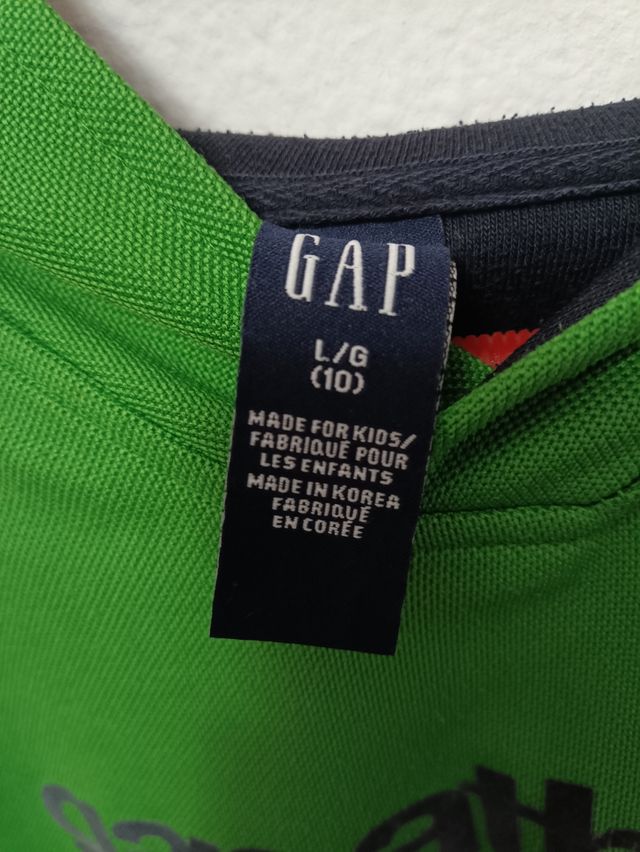 GAP
L/G
(10)
MADE FOR KIDS/
FABRIQUÉ POUR
LES ENFANTS
MADE IN KOREA
FABRIQUÉ
EN CORÉE